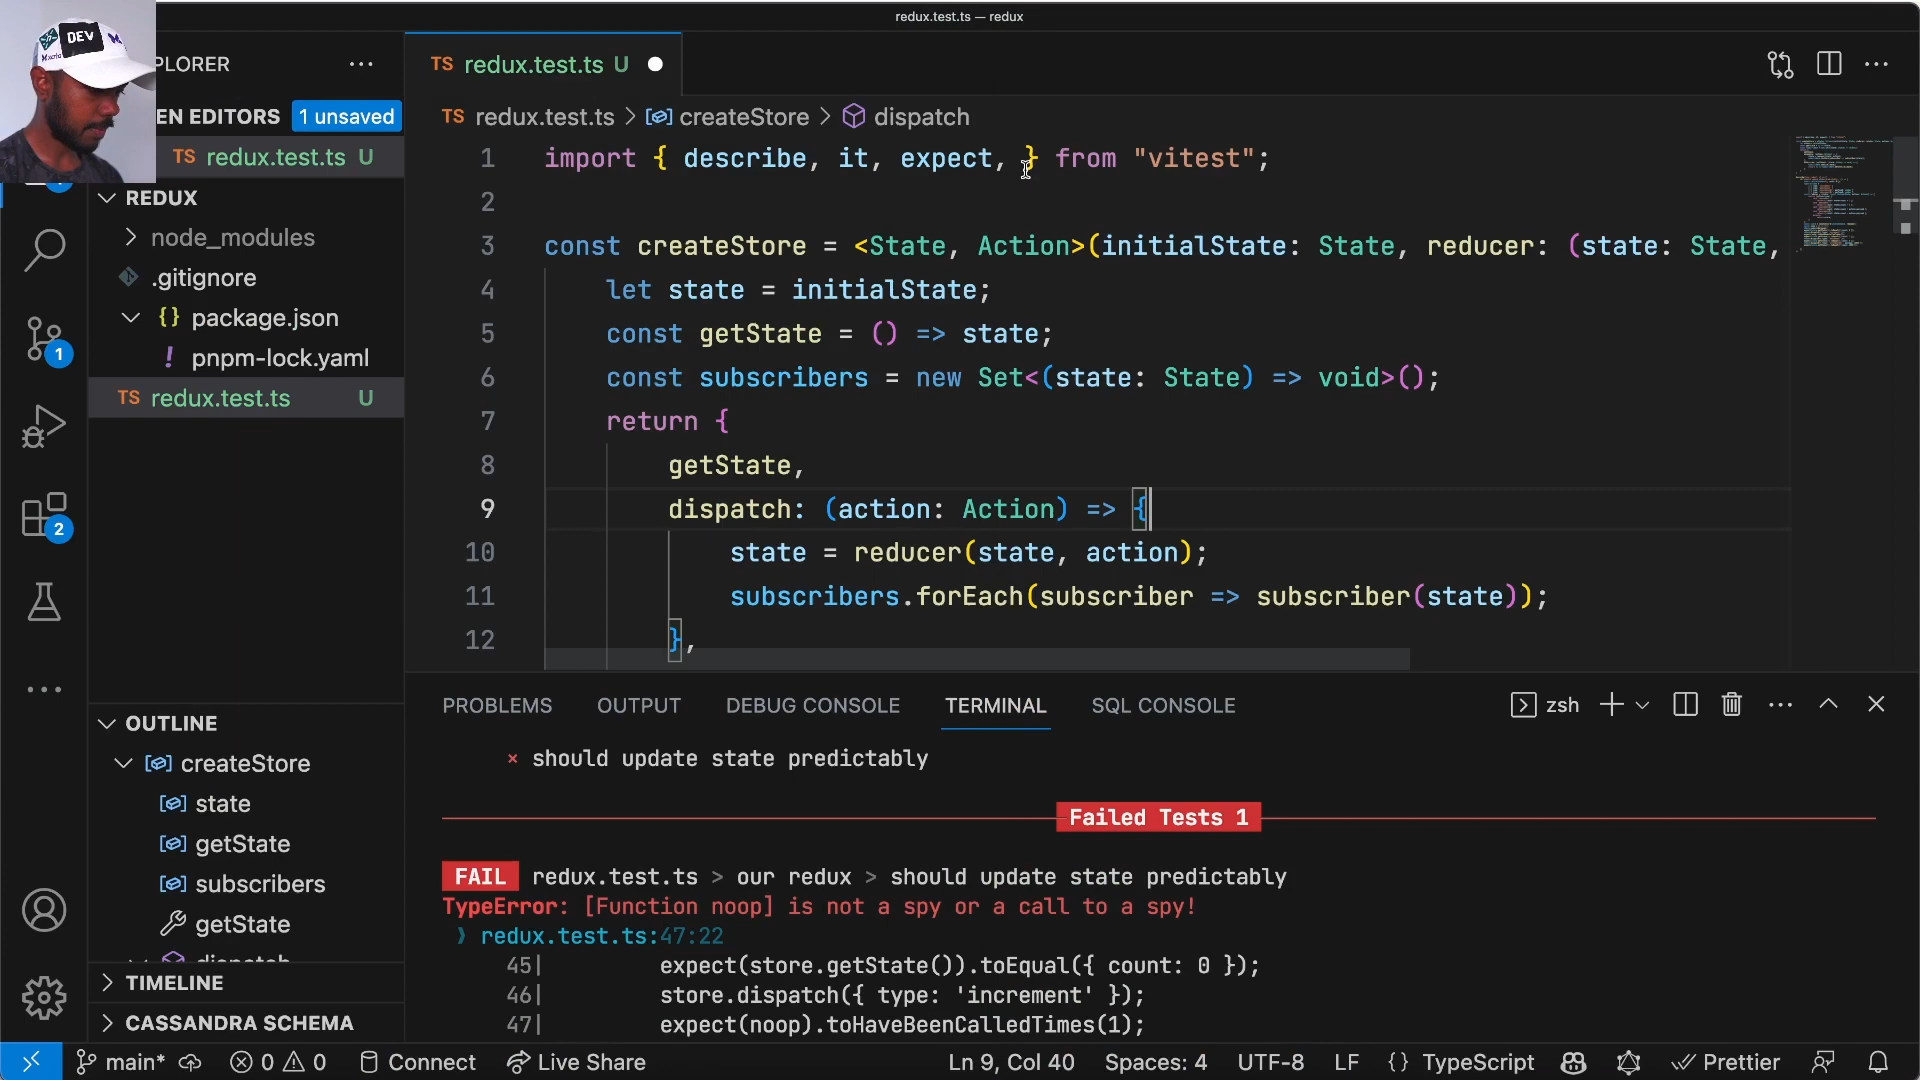 redux.test.ts — redux
DEV
PLORER
EN EDITORS
1 unsaved
TS redux.test.ts U
REDUX
node_modules
.gitignore
{} package.json
! pnpm-lock.yaml
TS redux.test.ts U
1
2
OUTLINE
createStore
state
getState
subscribers
getState
TIMELINE
CASSANDRA SCHEMA
TS redux.test.ts U
TS redux.test.ts > createStore > dispatch
1 import { describe, it, expect, } from "vitest";
2
3 const createStore = <State, Action>(initialState: State, reducer: (state: State,
4 let state = initialState;
5 const getState = () => state;
6 const subscribers = new Set<(state: State) => void>();
7 return {
8 getState,
9 dispatch: (action: Action) => {
10 state = reducer(state, action);
11 subscribers.forEach(subscriber => subscriber(state));
12 },
PROBLEMS OUTPUT DEBUG CONSOLE TERMINAL SQL CONSOLE
zsh
× should update state predictably
Failed Tests 1
FAIL redux.test.ts > our redux > should update state predictably
TypeError: [Function noop] is not a spy or a call to a spy!
❯ redux.test.ts:47:22
45| expect(store.getState()).toEqual({ count: 0 });
46| store.dispatch({ type: 'increment' });
47| expect(noop).toHaveBeenCalledTimes(1);
main* 0 0 Connect Live Share Ln 9, Col 40 Spaces: 4 UTF-8 LF {} TypeScript Prettier